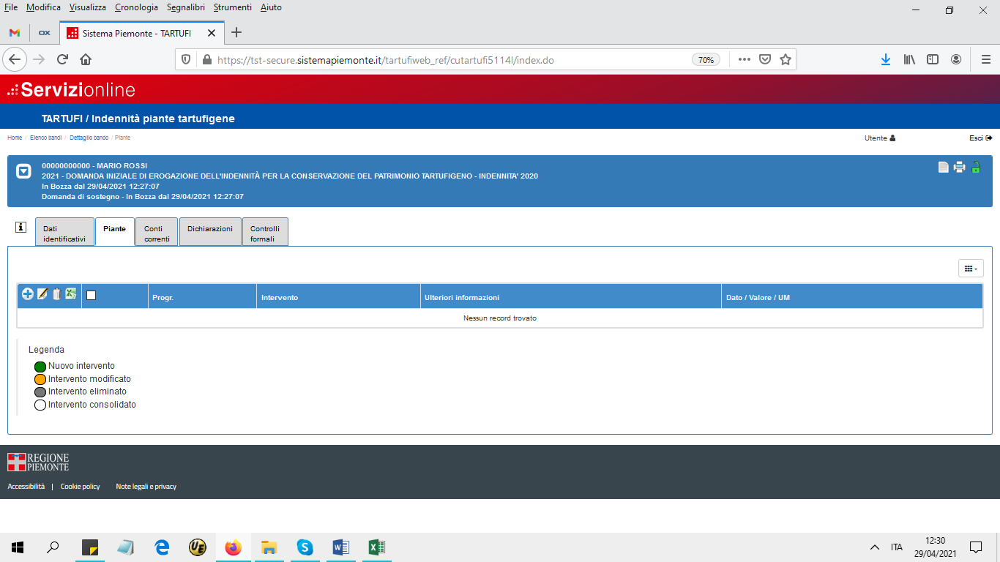 File Modifica Visualizza Cronologia Segnalibri Strumenti Aiuto
Sistema Piemonte - TARTUFI
https://tst-secure.sistemapiemonte.it/tartufiweb_ref/cutartufi5114l/index.do 70%
Servizionline
TARTUFI / Indennità piante tartufigene
Home / Elenco bandi / Dettaglio bando / Piante
Utente Esci
00000000000 - MARIO ROSSI
2021 - DOMANDA INIZIALE DI EROGAZIONE DELL'INDENNITÀ PER LA CONSERVAZIONE DEL PATRIMONIO TARTUFIGENO - INDENNITA' 2020
In Bozza dal 29/04/2021 12:27:07
Domanda di sostegno - In Bozza dal 29/04/2021 12:27:07
Dati identificativi
Piante
Conti correnti
Dichiarazioni
Controlli formali
Progr. Intervento Ulteriori informazioni Dato / Valore / UM
Nessun record trovato
Legenda
Nuovo intervento
Intervento modificato
Intervento eliminato
Intervento consolidato
REGIONE
PIEMONTE
Accessibilità | Cookie policy Note legali e privacy
ITA
12:30
29/04/2021